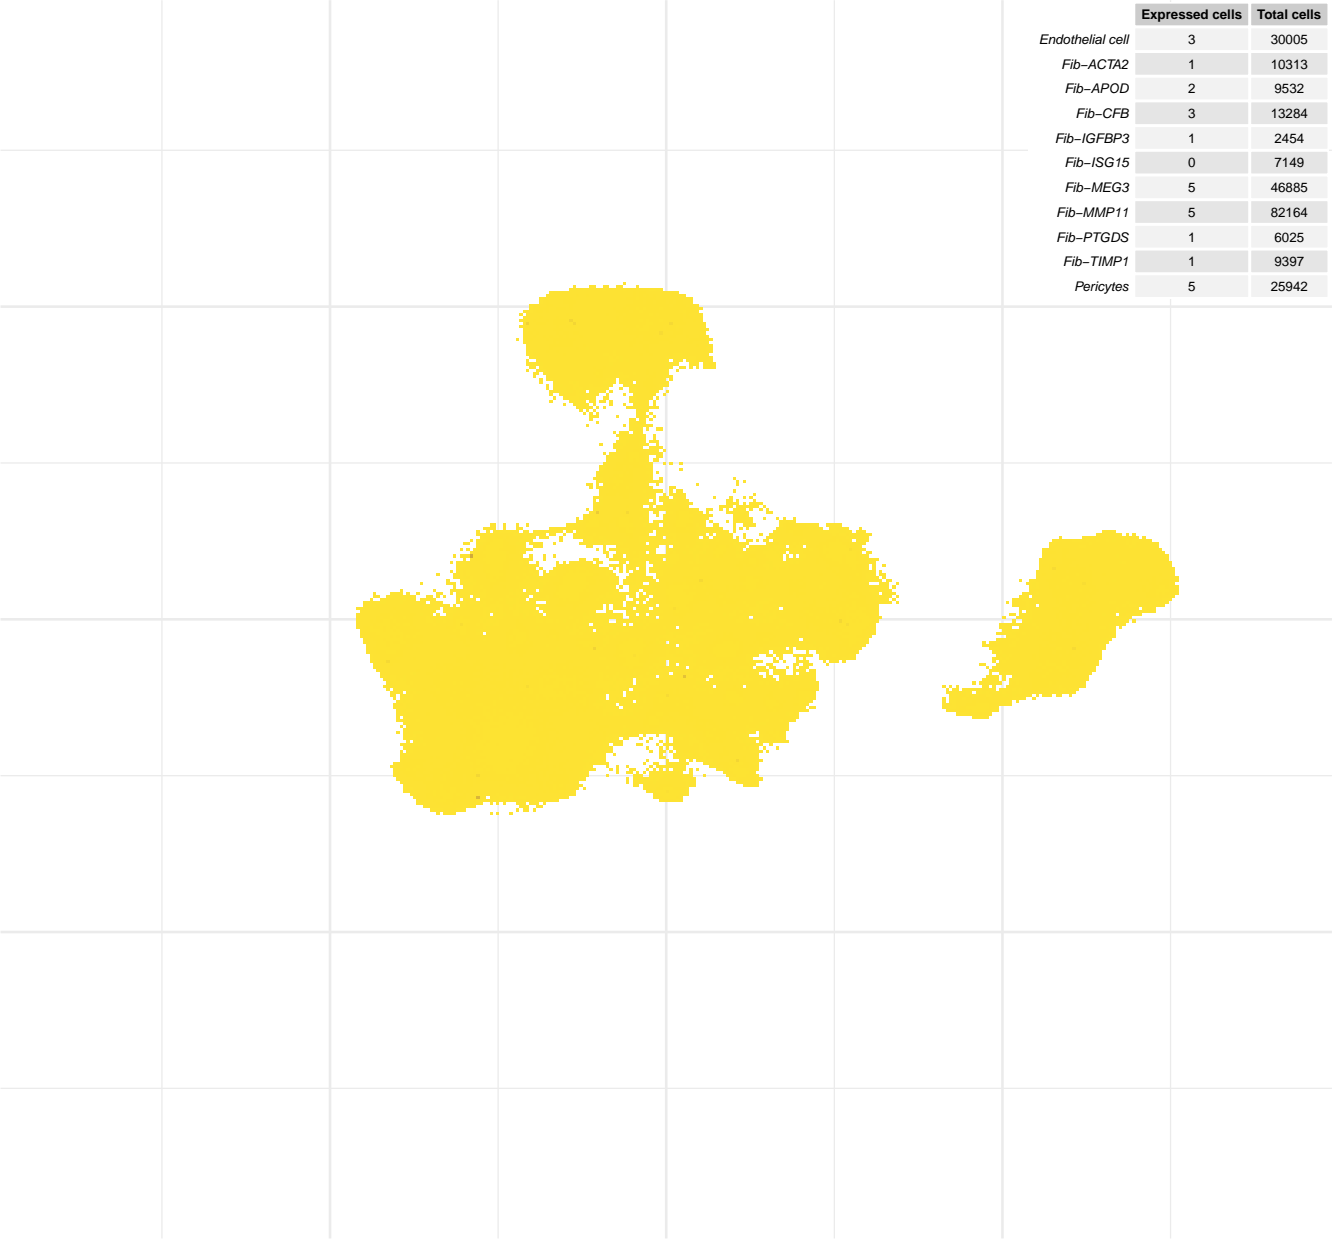 Expressed cells Total cells
Endothelial cell 3 30005
Fib−ACTA2 1 10313
Fib−APOD 2 9532
Fib−CFB 3 13284
Fib−IGFBP3 1 2454
Fib−ISG15 0 7149
Fib−MEG3 5 46885
Fib−MMP11 5 82164
Fib−PTGDS 1 6025
Fib−TIMP1 1 9397
Pericytes 5 25942